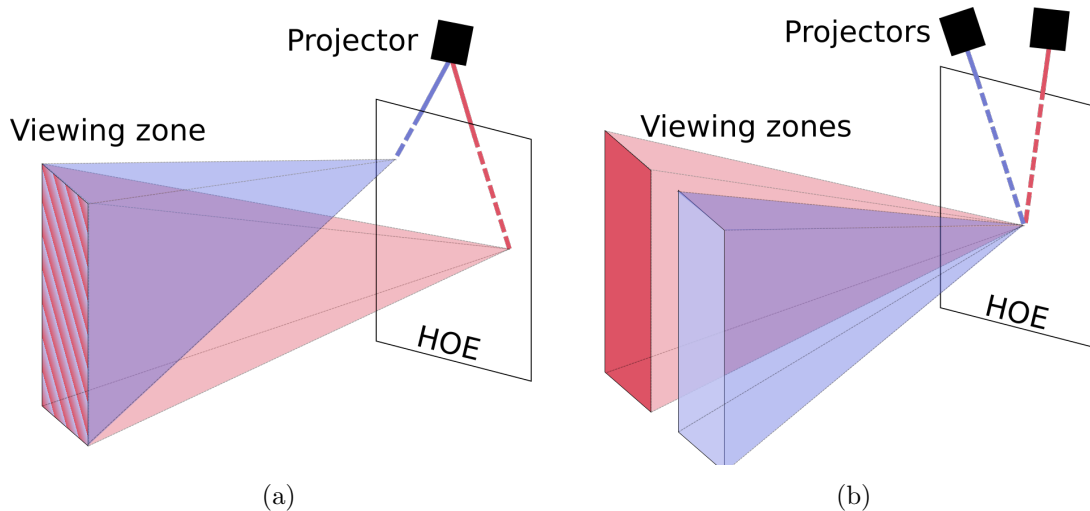 Projector
Viewing zone
HOE
(a)
Projectors
Viewing zones
HOE
(b)